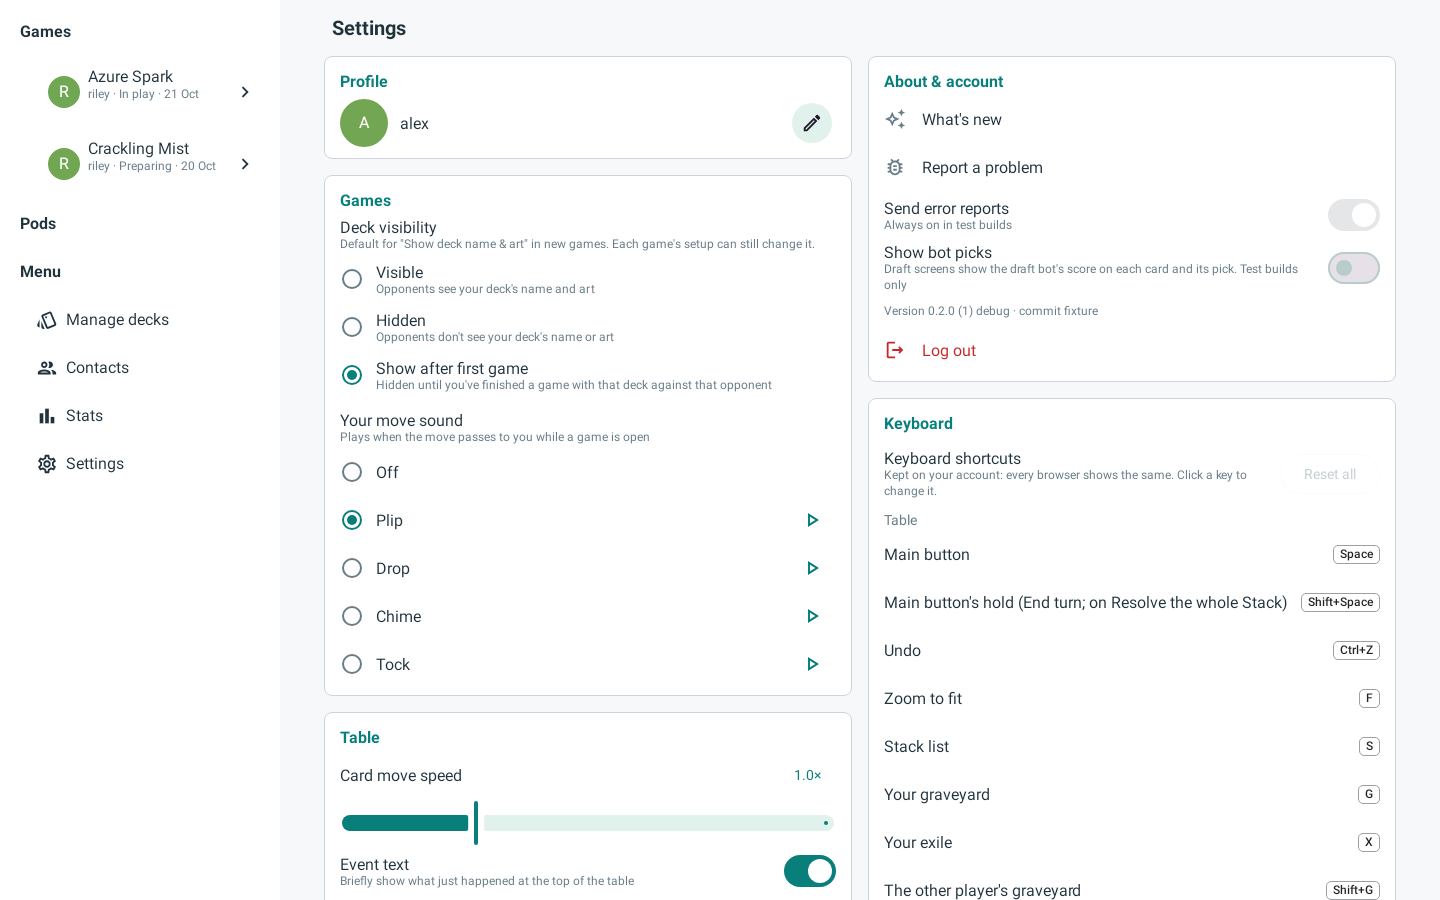 Games
R
Azure Spark
riley · In play · 21 Oct
R
Crackling Mist
riley · Preparing · 20 Oct
Pods
Menu
Manage decks
Contacts
Stats
Settings
Settings
Profile
A
alex
Games
Deck visibility
Default for "Show deck name & art" in new games. Each game's setup can still change it.
Visible
Opponents see your deck's name and art
Hidden
Opponents don't see your deck's name or art
Show after first game
Hidden until you've finished a game with that deck against that opponent
Your move sound
Plays when the move passes to you while a game is open
Off
Plip
Drop
Chime
Tock
Table
Card move speed
1.0×
Event text
Briefly show what just happened at the top of the table
About & account
What's new
Report a problem
Send error reports
Always on in test builds
Show bot picks
Draft screens show the draft bot's score on each card and its pick. Test builds
only
Version 0.2.0 (1) debug · commit fixture
Log out
Keyboard
Keyboard shortcuts
Kept on your account: every browser shows the same. Click a key to
change it.
Reset all
Table
Main button
Space
Main button's hold (End turn; on Resolve the whole Stack)
Shift+Space
Undo
Ctrl+Z
Zoom to fit
F
Stack list
S
Your graveyard
G
Your exile
X
The other player's graveyard
Shift+G